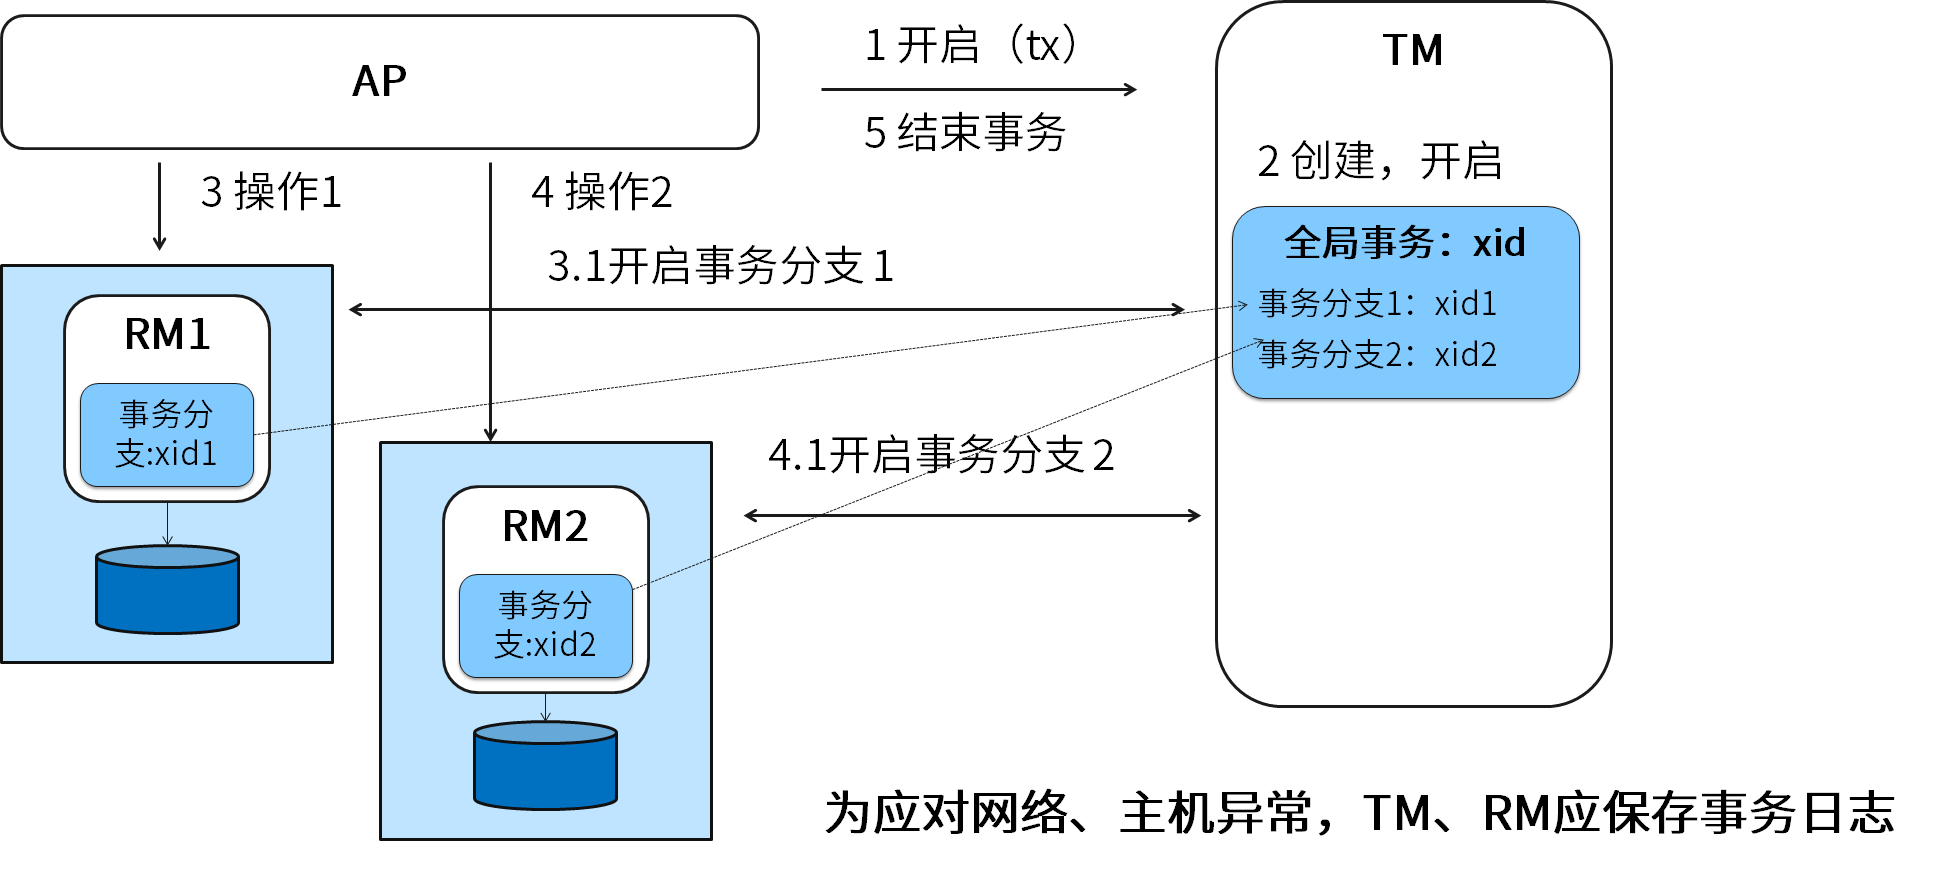 AP
1 开启（tx）
5 结束事务
TM
2 创建，开启
全局事务：xid
事务分支1：xid1
事务分支2：xid2
3 操作1
4 操作2
3.1开启事务分支 1
RM1
事务分
支:xid1
4.1开启事务分支 2
RM2
事务分
支:xid2
为应对网络、主机异常，TM、RM应保存事务日志